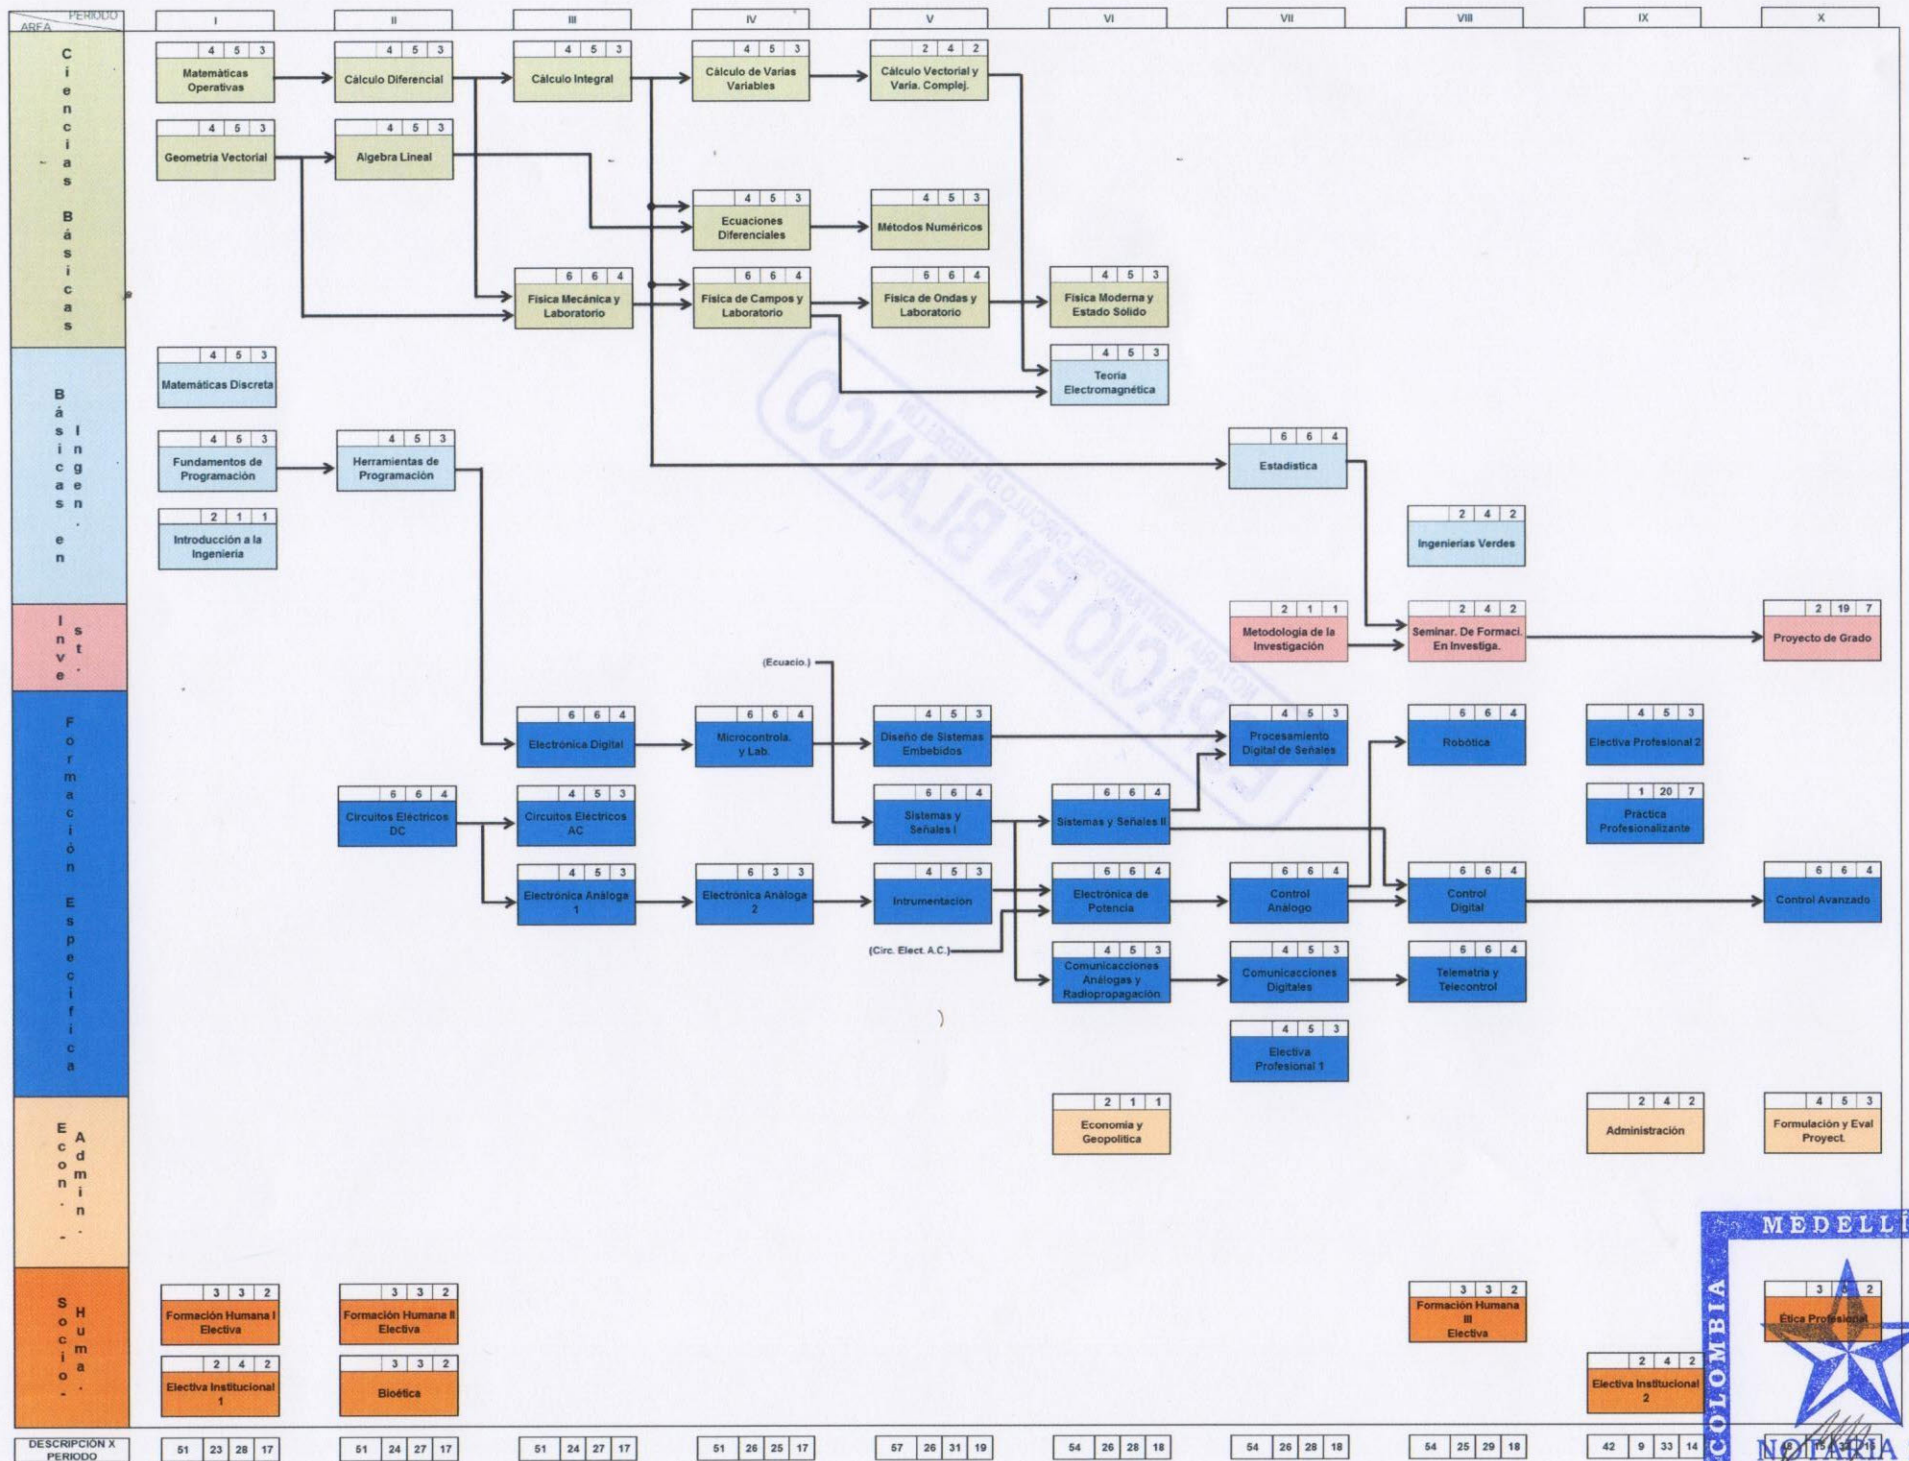 PERIODO
AREA
I II III IV V VI VII VIII IX X
Ciencias Básicas
4 5 3
Matemàticas
Operativas
4 5 3
Càlculo Diferencial
4 5 3
Càlculo Integral
4 5 3
Càlculo de Varias
Variables
2 4 2
Càlculo Vectorial y
Varia. Complej.
4 5 3
Geometria Vectorial
4 5 3
Algebra Lineal
4 5 3
Ecuaciones
Diferenciales
4 5 3
Métodos Numéricos
6 6 4
Física Mecánica y
Laboratorio
6 6 4
Física de Campos y
Laboratorio
6 6 4
Física de Ondas y
Laboratorio
4 5 3
Física Moderna y
Estado Sólido
Básicas en
Ingen.
4 5 3
Matemáticas Discreta
4 5 3
Teoría
Electromagnética
4 5 3
Fundamentos de
Programación
4 5 3
Herramientas de
Programación
6 6 4
Estadística
2 1 1
Introducción a la
Ingeniería
2 4 2
Ingenierías Verdes
Inve
st.
2 1 1
Metodología de la
Investigación
2 4 2
Seminar. De Formaci.
En Investiga.
2 19 7
Proyecto de Grado
(Ecuacio.)
Formación Especifica
6 6 4
Electrónica Digital
6 6 4
Microcontrola.
y Lab.
4 5 3
Diseño de Sistemas
Embebidos
4 5 3
Procesamiento
Digital de Señales
6 6 4
Robótica
4 5 3
Electiva Profesional 2
6 6 4
Circuitos Eléctricos
DC
4 5 3
Circuitos Eléctricos
AC
6 6 4
Sistemas y
Señales I
6 6 4
Sistemas y Señales II
1 20 7
Práctica
Profesionalizante
4 5 3
Electrónica Análoga
1
6 3 3
Electrónica Análoga
2
4 5 3
Intrumentación
6 6 4
Electrónica de
Potencia
6 6 4
Control
Análogo
6 6 4
Control
Digital
6 6 4
Control Avanzado
(Circ. Elect. A.C.)
4 5 3
Comunicacciones
Análogas y
Radiopropagación
4 5 3
Comunicacciones
Digitales
6 6 4
Telemetría y
Telecontrol
4 5 3
Electiva
Profesional 1
Econ. -
Admin.
2 1 1
Economía y
Geopolítica
2 4 2
Administración
4 5 3
Formulación y Eval
Proyect.
Socio-
Huma.
3 3 2
Formación Humana I
Electiva
3 3 2
Formación Humana II
Electiva
3 3 2
Formación Humana
III
Electiva
3 2
Ética Profesional
2 4 2
Electiva Institucional
1
3 3 2
Bioética
2 4 2
Electiva Institucional
2
DESCRIPCIÓN X
PERIODO
51 23 28 17
51 24 27 17
51 24 27 17
51 26 25 17
57 26 31 19
54 26 28 18
54 26 28 18
54 25 29 18
42 9 33 14
ESPACIO EN BLANCO
MEDELLÍ
COLOMBIA
NOTARIA